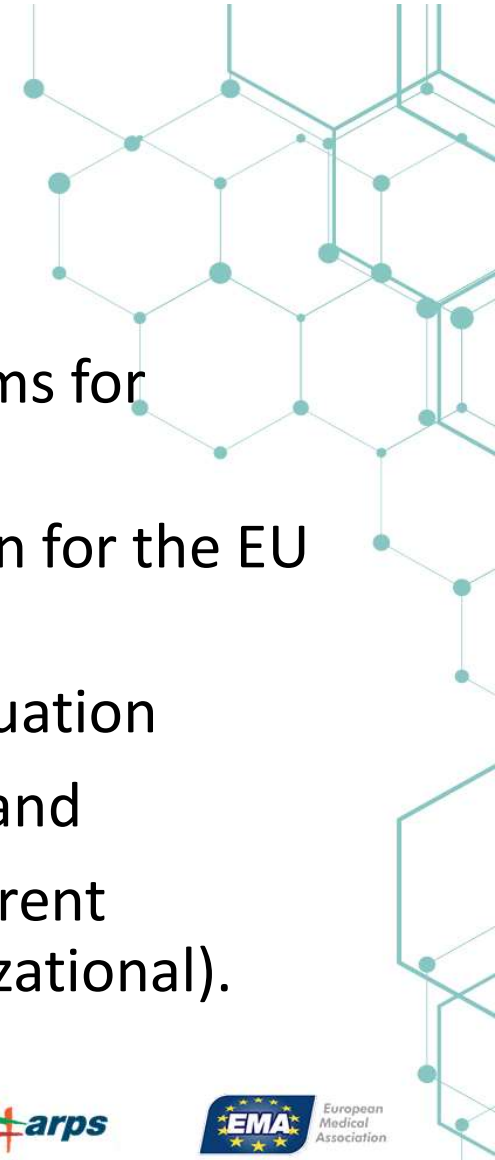 ms for
n for the EU
uation
and
rent
zational).
arps
EMA
European
Medical
Association